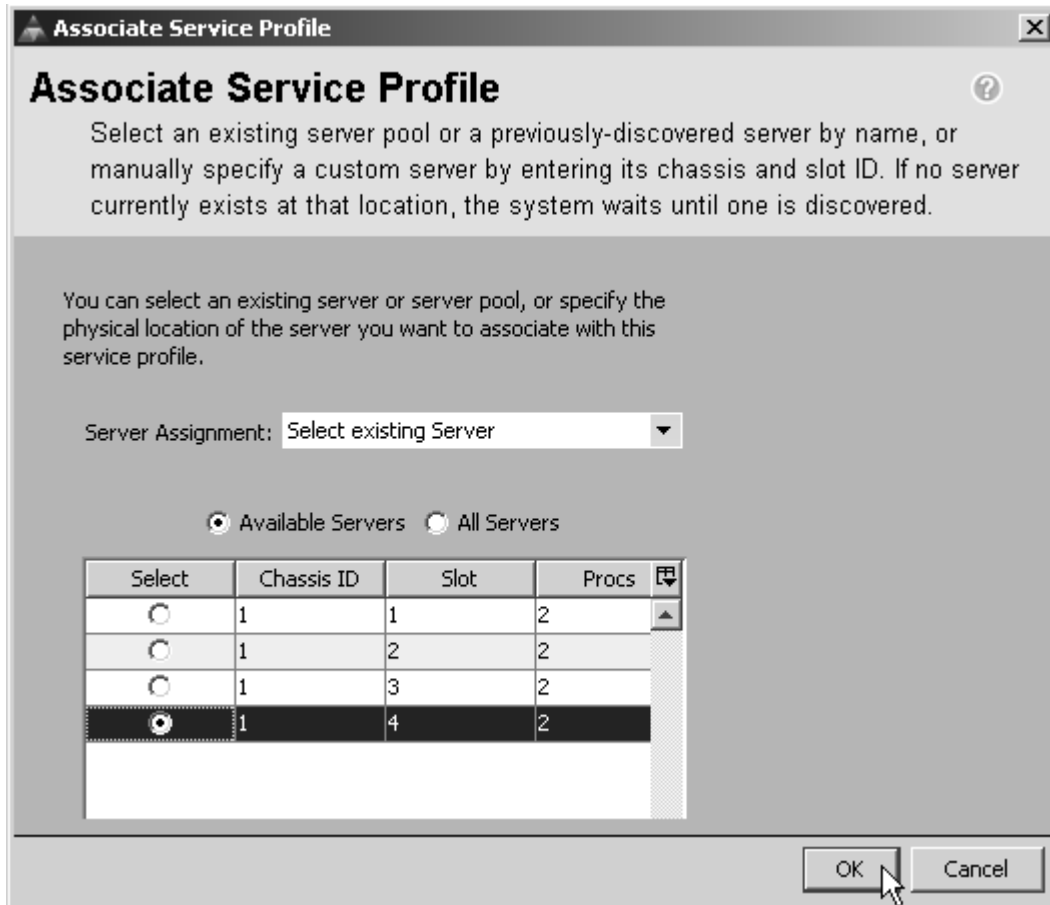 Associate Service Profile
Associate Service Profile
Select an existing server pool or a previously-discovered server by name, or
manually specify a custom server by entering its chassis and slot ID. If no server
currently exists at that location, the system waits until one is discovered.
You can select an existing server or server pool, or specify the
physical location of the server you want to associate with this
service profile.
Server Assignment: Select existing Server
Available Servers All Servers
Select Chassis ID Slot Procs
1 1 2
1 2 2
1 3 2
1 4 2
OK Cancel